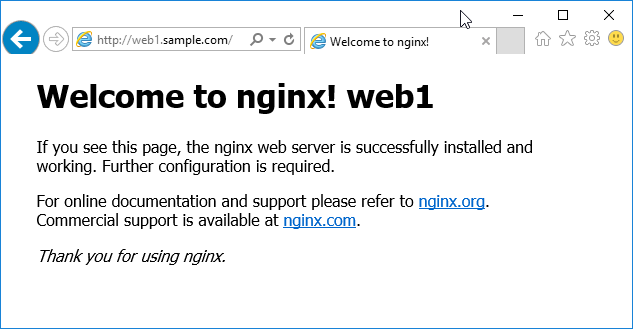 http://web1.sample.com/
Welcome to nginx!
Welcome to nginx! web1
If you see this page, the nginx web server is successfully installed and
working. Further configuration is required.
For online documentation and support please refer to nginx.org.
Commercial support is available at nginx.com.
Thank you for using nginx.